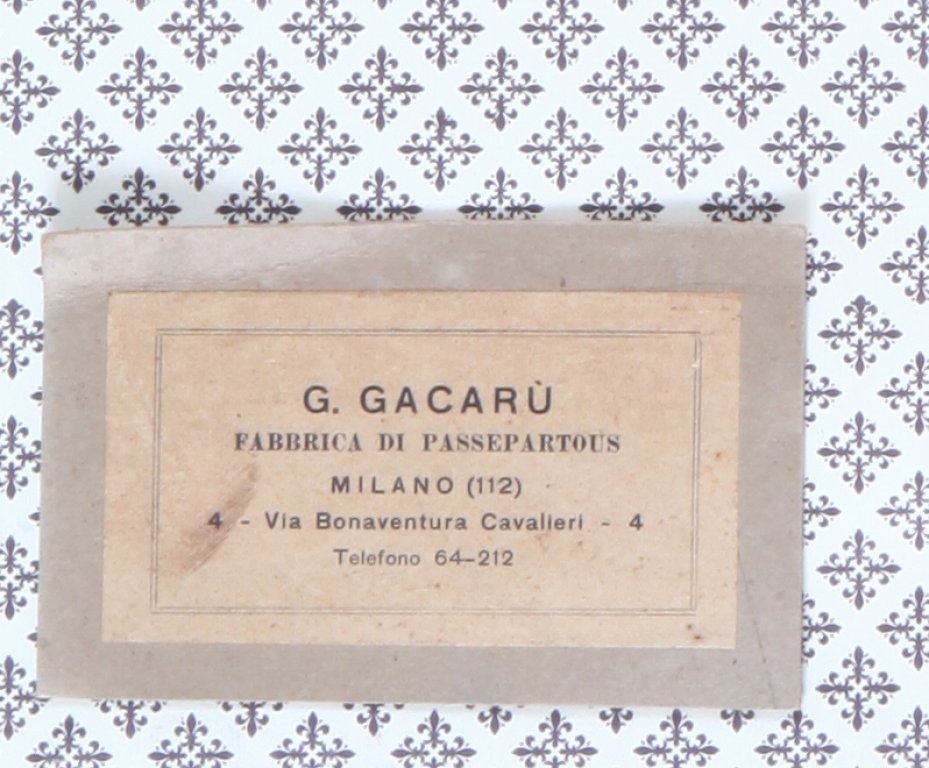 G. GACARÙ
FABBRICA DI PASSEPARTOUS
MILANO (112)
4 - Via Bonaventura Cavalieri - 4
Telefono 64-212